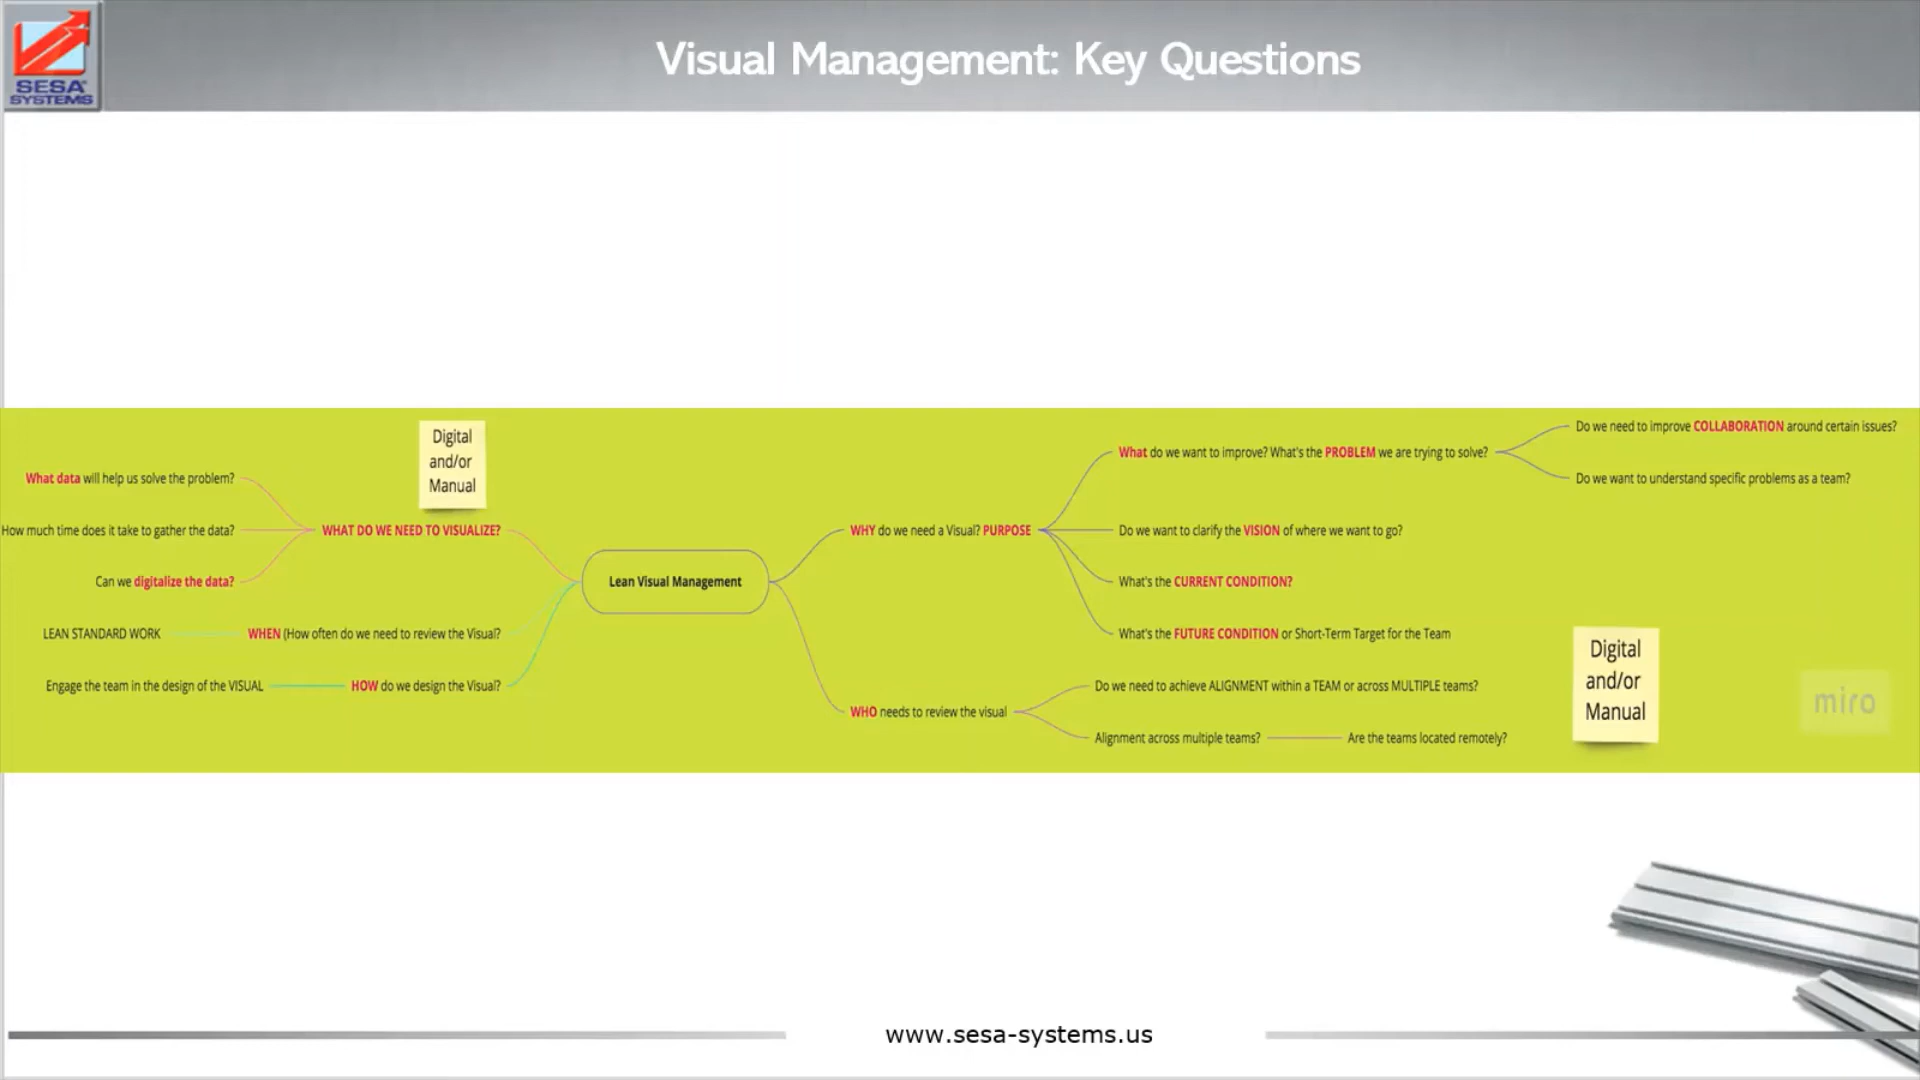 SESA
SYSTEMS
Visual Management: Key Questions
Digital
and/or
Manual
What data will help us solve the problem?
How much time does it take to gather the data?
Can we digitalize the data?
WHAT DO WE NEED TO VISUALIZE?
LEAN STANDARD WORK
WHEN (How often do we need to review the Visual?
Engage the team in the design of the VISUAL
HOW do we design the Visual?
Lean Visual Management
WHY do we need a Visual? PURPOSE
What do we want to improve? What's the PROBLEM we are trying to solve?
Do we need to improve COLLABORATION around certain issues?
Do we want to understand specific problems as a team?
Do we want to clarify the VISION of where we want to go?
What's the CURRENT CONDITION?
What's the FUTURE CONDITION or Short-Term Target for the Team
WHO needs to review the visual
Do we need to achieve ALIGNMENT within a TEAM or across MULTIPLE teams?
Alignment across multiple teams?
Are the teams located remotely?
Digital
and/or
Manual
miro
www.sesa-systems.us